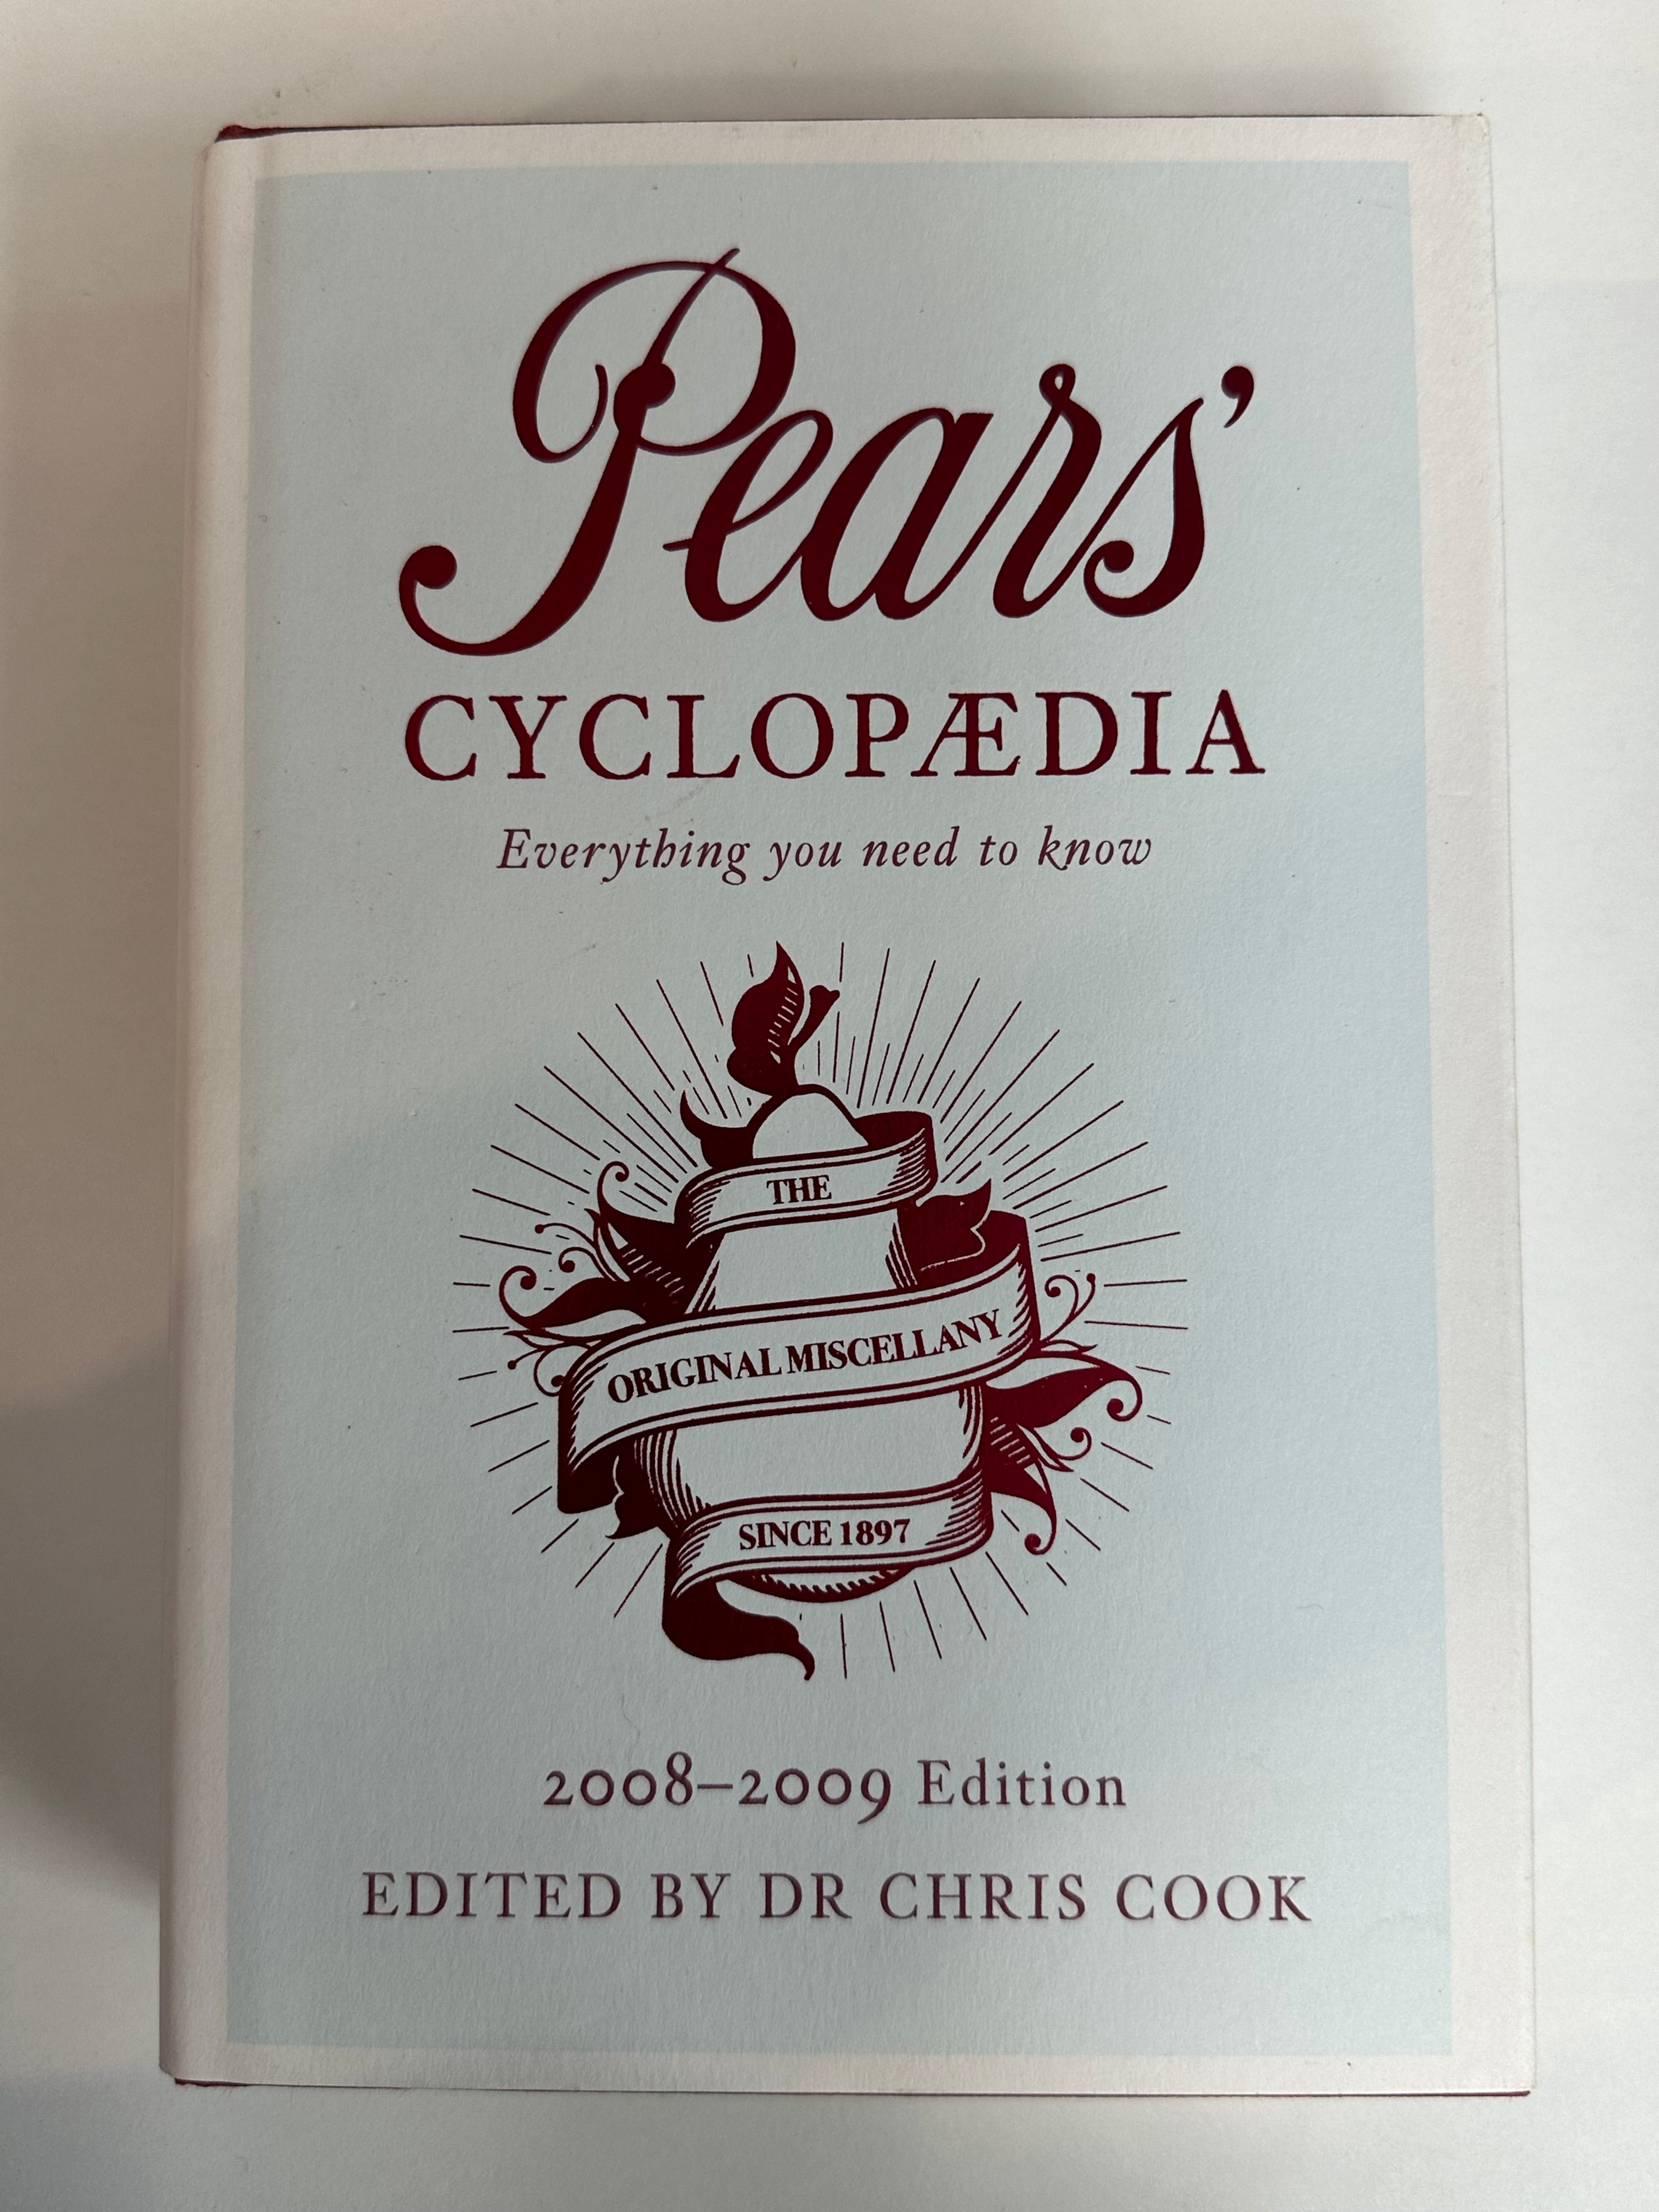 Pears’
CYCLOPÆDIA
Everything you need to know
THE
ORIGINAL MISCELLANY
SINCE 1897
2008–2009 Edition
EDITED BY DR CHRIS COOK